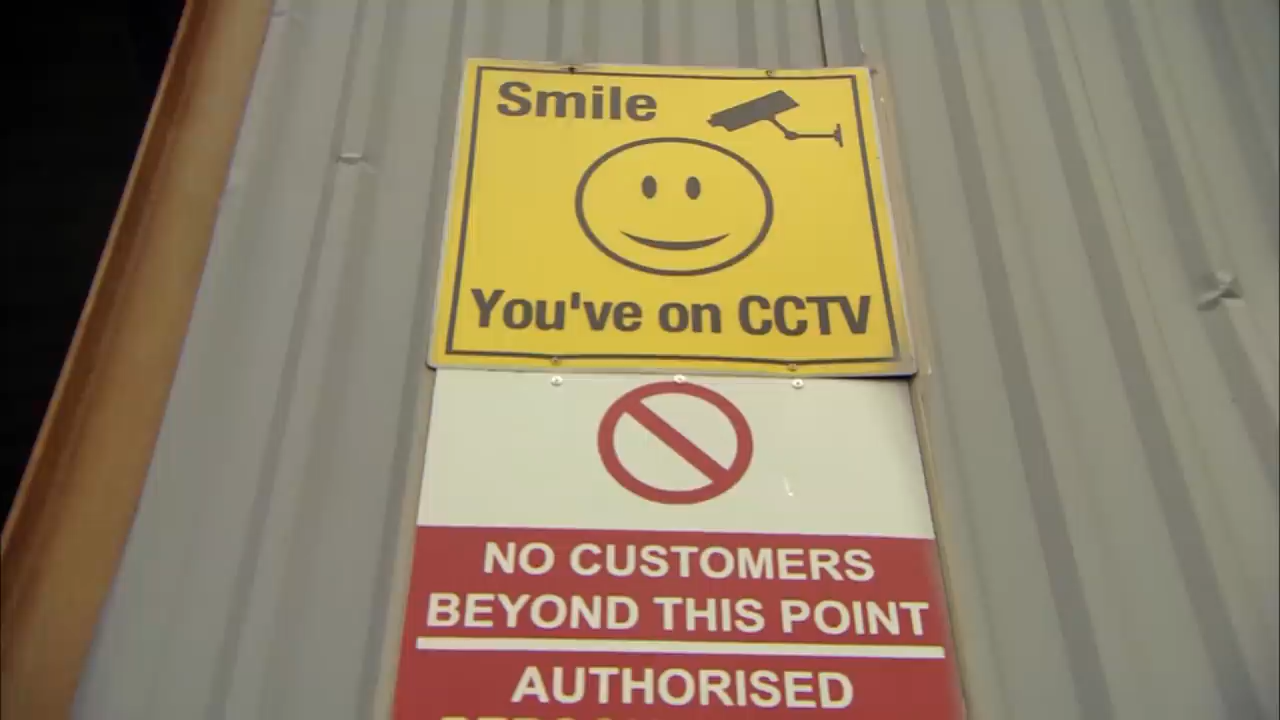 Smile
You've on CCTV
NO CUSTOMERS
BEYOND THIS POINT
AUTHORISED